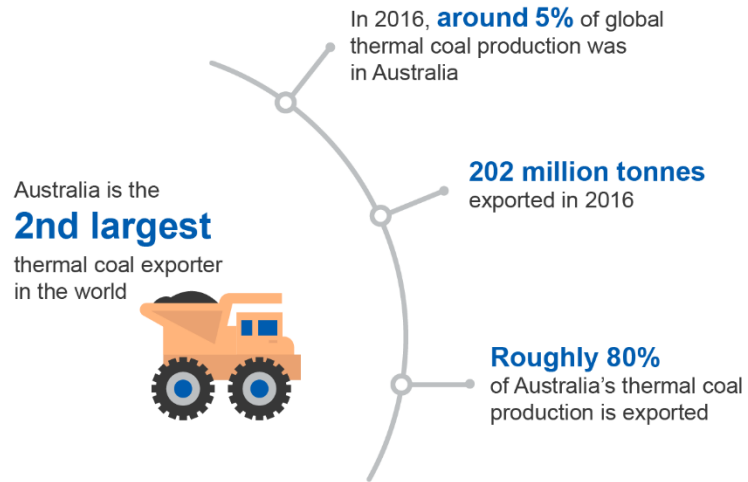 In 2016, around 5% of global
thermal coal production was
in Australia
202 million tonnes
exported in 2016
Australia is the
2nd largest
thermal coal exporter
in the world
Roughly 80%
of Australia's thermal coal
production is exported